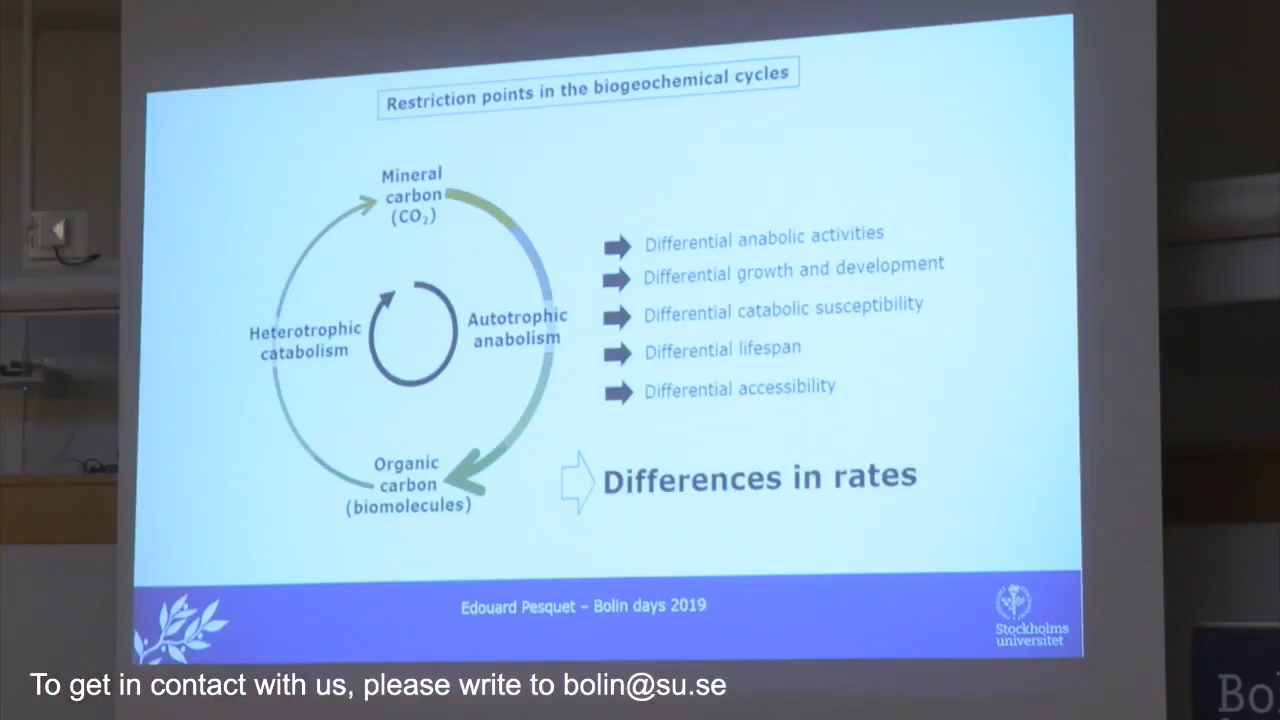 Restriction points in the biogeochemical cycles
Mineral
carbon
(CO₂)
Heterotrophic
catabolism
Autotrophic
anabolism
Organic
carbon
(biomolecules)
Differential anabolic activities
Differential growth and development
Differential catabolic susceptibility
Differential lifespan
Differential accessibility
Differences in rates
Edouard Pesquet – Bolin days 2019
Stockholms
universitet
To get in contact with us, please write to bolin@su.se
Bo